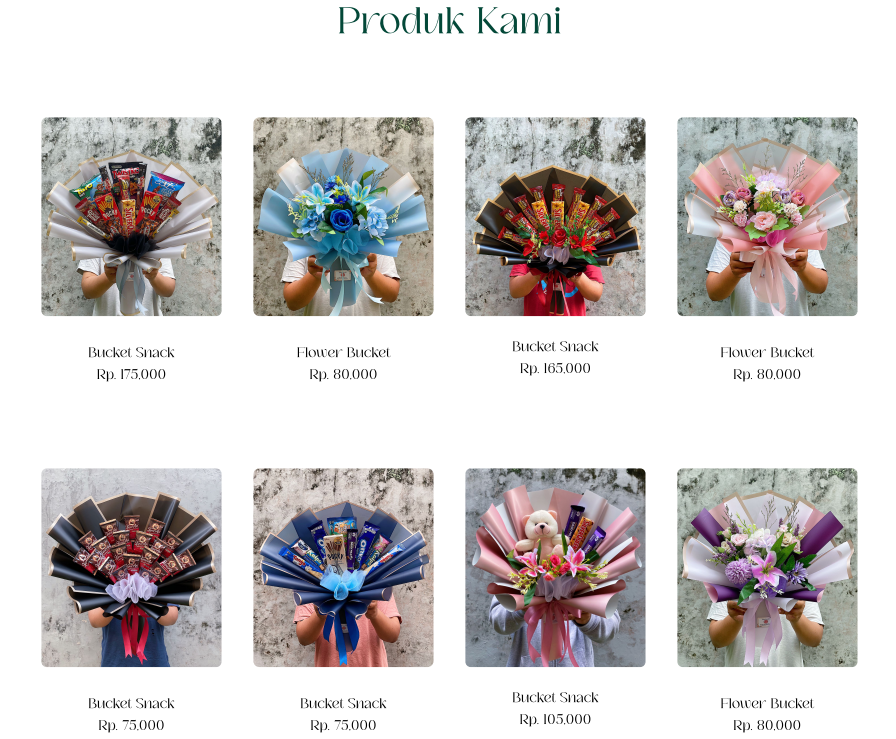 Produk Kami
Bucket Snack
Rp. 175,000
Flower Bucket
Rp. 80,000
Bucket Snack
Rp. 165,000
Flower Bucket
Rp. 80,000
Bucket Snack
Rp. 75,000
Bucket Snack
Rp. 75,000
Bucket Snack
Rp. 105,000
Flower Bucket
Rp. 80,000